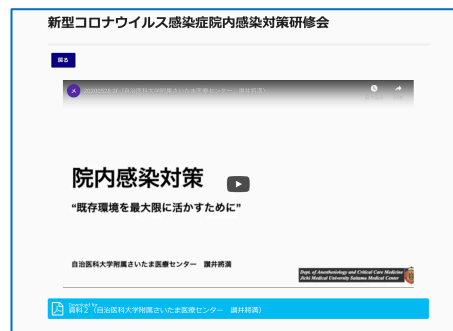 新型コロナウイルス感染症院内感染対策研修会
戻る
院内感染対策
“既存環境を最大限に活かすために”
自治医科大学附属さいたま医療センター　讃井將満
Dept. of Anesthesiology and Critical Care Medicine
Jichi Medical University Saitama Medical Center
資料2（自治医科大学附属さいたま医療センター　讃井將満）